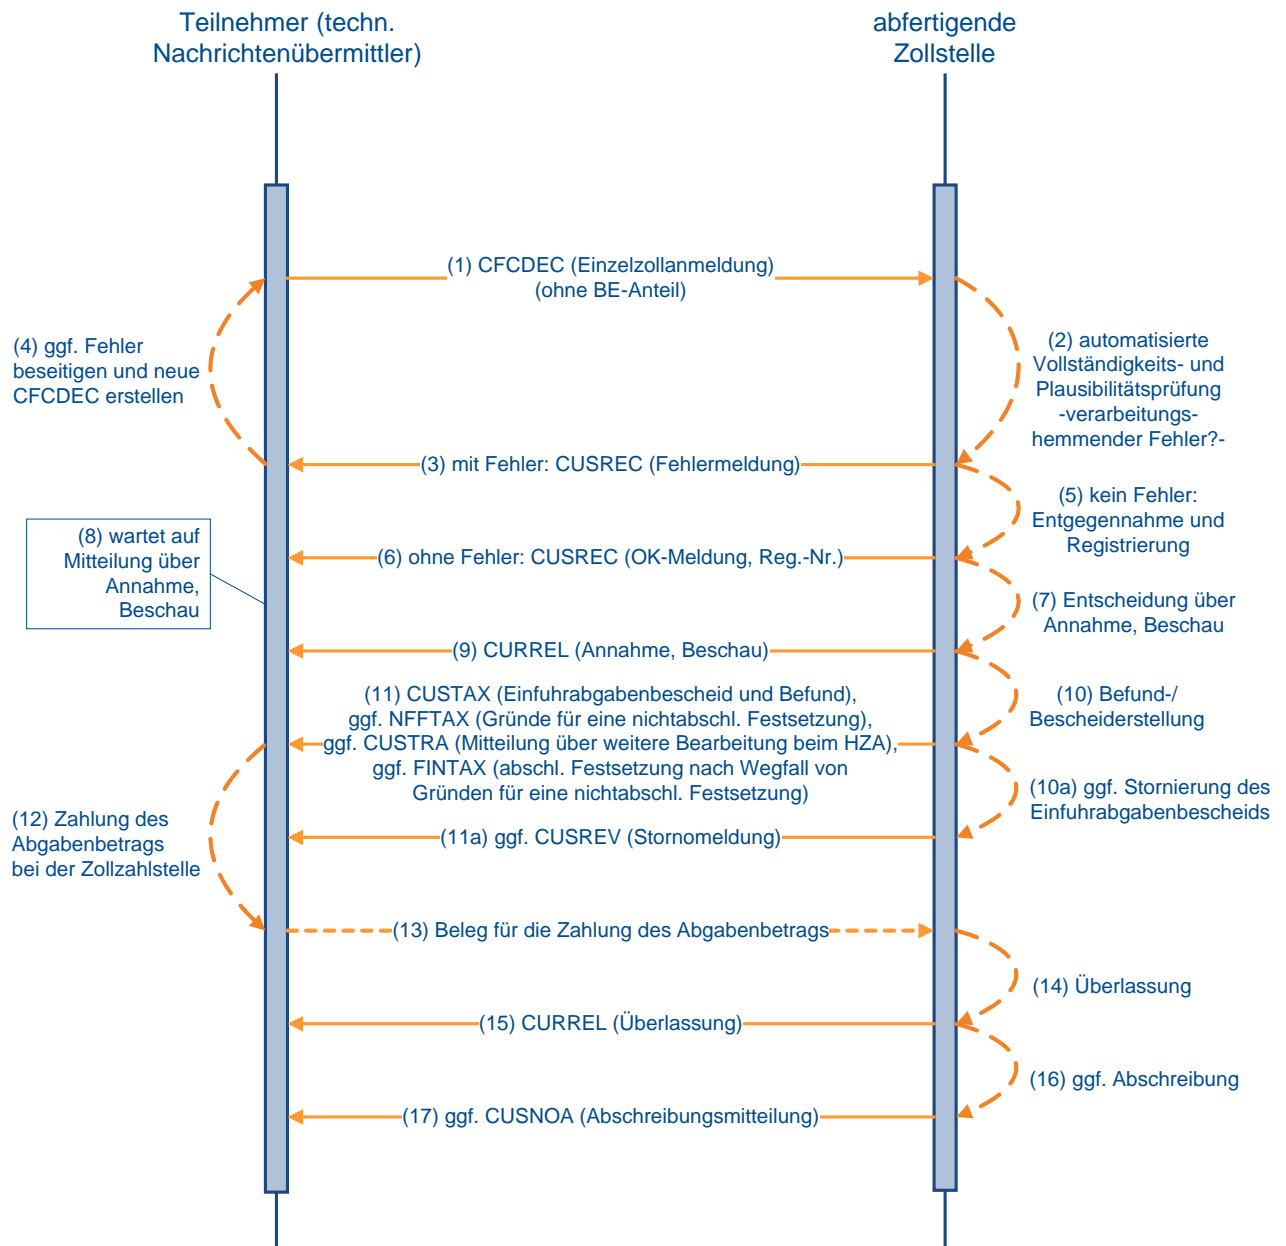 Teilnehmer (techn.
Nachrichtenübermittler)
abfertigende
Zollstelle
(1) CFCDEC (Einzelzollanmeldung)
(ohne BE-Anteil)
(2) automatisierte
Vollständigkeits- und
Plausibilitätsprüfung
-verarbeitungs-
hemmender Fehler?-
(4) ggf. Fehler
beseitigen und neue
CFCDEC erstellen
(3) mit Fehler: CUSREC (Fehlermeldung)
(5) kein Fehler:
Entgegennahme und
Registrierung
(8) wartet auf
Mitteilung über
Annahme,
Beschau
(6) ohne Fehler: CUSREC (OK-Meldung, Reg.-Nr.)
(7) Entscheidung über
Annahme, Beschau
(9) CURREL (Annahme, Beschau)
(11) CUSTAX (Einfuhrabgabenbescheid und Befund),
ggf. NFFTAX (Gründe für eine nichtabschl. Festsetzung),
ggf. CUSTRA (Mitteilung über weitere Bearbeitung beim HZA),
ggf. FINTAX (abschl. Festsetzung nach Wegfall von
Gründen für eine nichtabschl. Festsetzung)
(10) Befund-/
Bescheiderstellung
(10a) ggf. Stornierung des
Einfuhrabgabenbescheids
(12) Zahlung des
Abgabenbetrags
bei der Zollzahlstelle
(11a) ggf. CUSREV (Stornomeldung)
(13) Beleg für die Zahlung des Abgabenbetrags
(14) Überlassung
(15) CURREL (Überlassung)
(16) ggf. Abschreibung
(17) ggf. CUSNOA (Abschreibungsmitteilung)